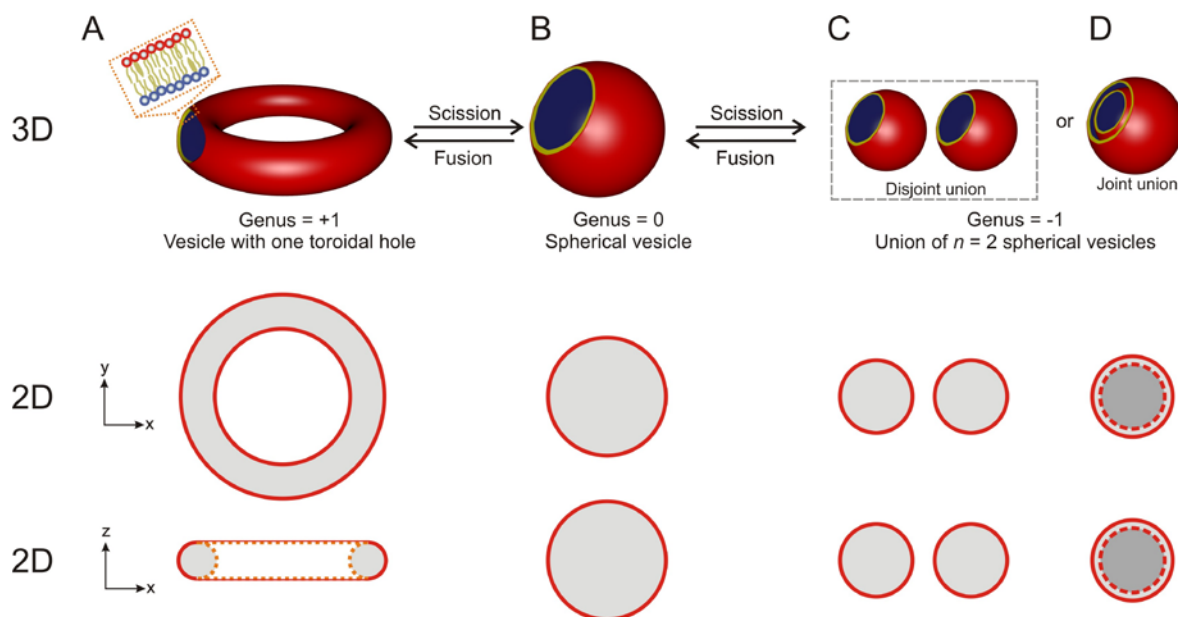 A
B
C
D
3D
Scission
Fusion
Scission
Fusion
or
Disjoint union
Joint union
Genus = +1
Vesicle with one toroidal hole
Genus = 0
Spherical vesicle
Genus = -1
Union of n = 2 spherical vesicles
2D
y
x
2D
z
x